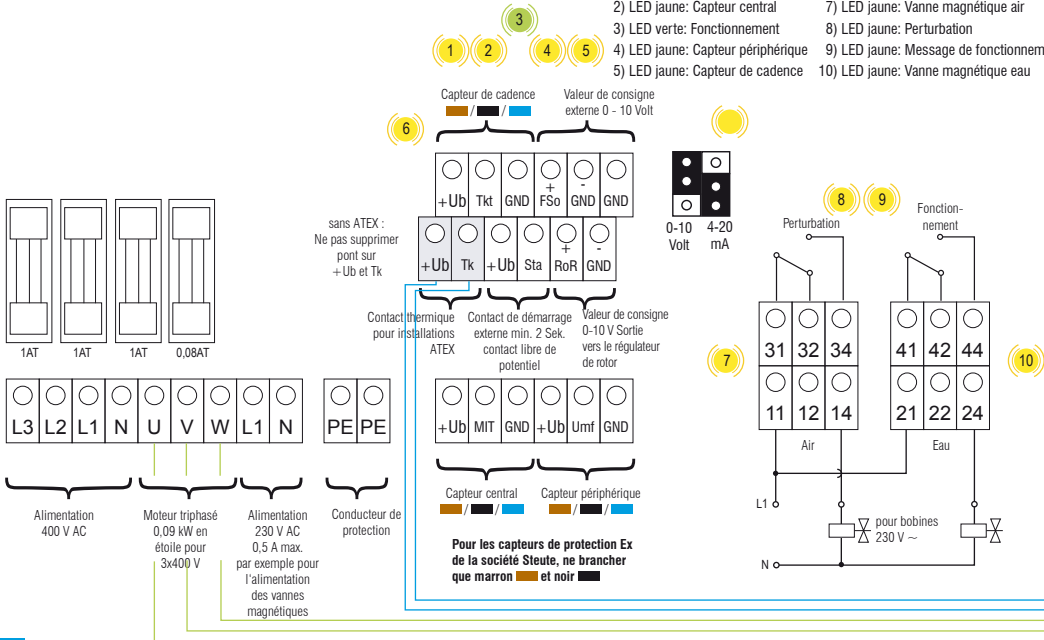 2) LED jaune: Capteur central
3) LED verte: Fonctionnement
4) LED jaune: Capteur périphérique
5) LED jaune: Capteur de cadence
7) LED jaune: Vanne magnétique air
8) LED jaune: Perturbation
9) LED jaune: Message de fonctionnem
10) LED jaune: Vanne magnétique eau
3
1
2
4
5
Capteur de cadence
/ /
Valeur de consigne
externe 0 - 10 Volt
6
+Ub
Tkt
GND
+
FSo
-
GND
GND
sans ATEX :
Ne pas supprimer
pont sur
+Ub et Tk
+Ub
Tk
+Ub
Sta
+
RoR
-
GND
0-10
Volt
4-20
mA
8
9
Perturbation
Fonction-
nement
Contact thermique
pour installations
ATEX
Contact de démarrage
externe min. 2 Sek.
contact libre de
potentiel
Valeur de consigne
0-10 V Sortie
vers le régulateur
de rotor
1AT
1AT
1AT
0,08AT
31
32
34
41
42
44
7
10
11
12
14
21
22
24
Air
Eau
L3
L2
L1
N
U
V
W
L1
N
PE
PE
+Ub
MIT
GND
+Ub
Umf
GND
Alimentation
400 V AC
Moteur triphasé
0,09 kW en
étoile pour
3x400 V
Alimentation
230 V AC
0,5 A max.
par exemple pour
l'alimentation
des vannes
magnétiques
Conducteur de
protection
Capteur central
/ /
Capteur périphérique
/ /
L1
pour bobines
230 V ~
N
Pour les capteurs de protection Ex
de la société Steute, ne brancher
que marron et noir